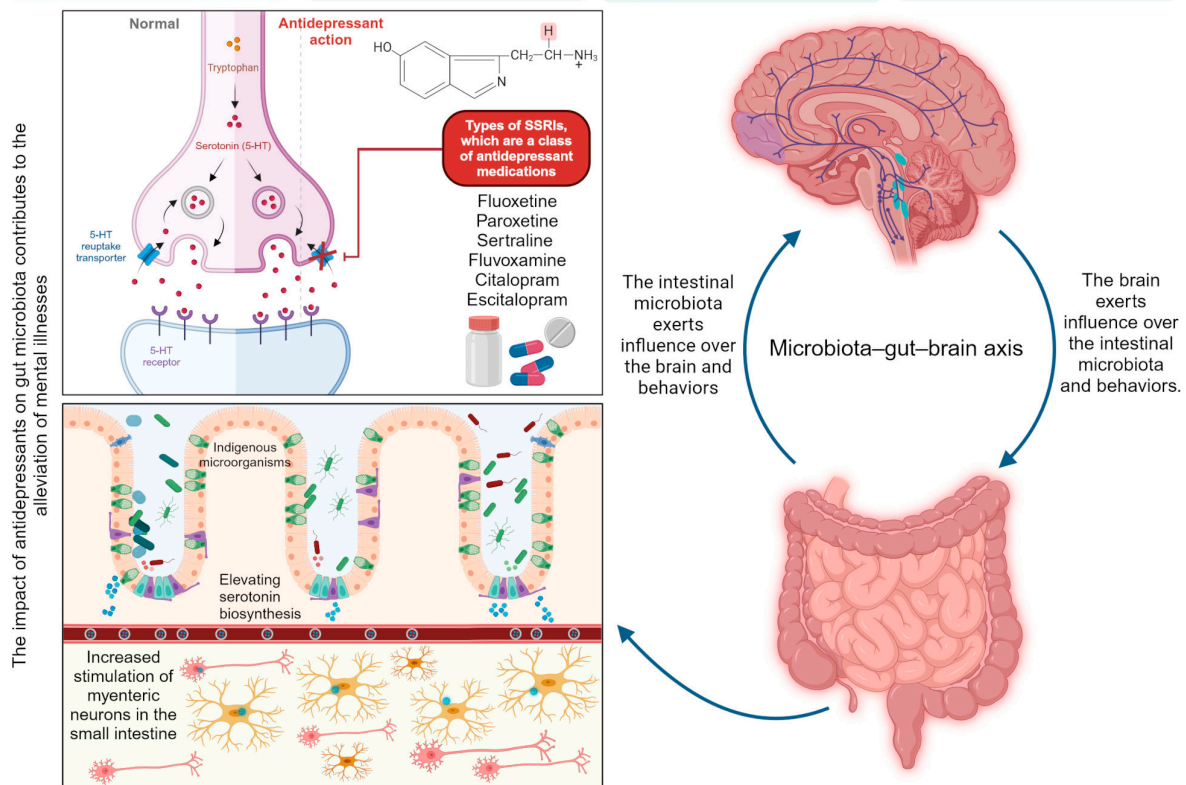 The impact of antidepressants on gut microbiota contributes to the
alleviation of mental illnesses
Normal
Antidepressant
action
Tryptophan
Serotonin (5-HT)
5-HT
reuptake
transporter
5-HT
receptor
H
HO
CH₂—CH—NH₃
+
N
Types of SSRIs,
which are a class
of antidepressant
medications
Fluoxetine
Paroxetine
Sertraline
Fluvoxamine
Citalopram
Escitalopram
Indigenous
microorganisms
Elevating
serotonin
biosynthesis
Increased
stimulation of
myenteric
neurons in the
small intestine
The intestinal
microbiota
exerts
influence over
the brain and
behaviors
Microbiota–gut–brain axis
The brain
exerts
influence over
the intestinal
microbiota
and behaviors.